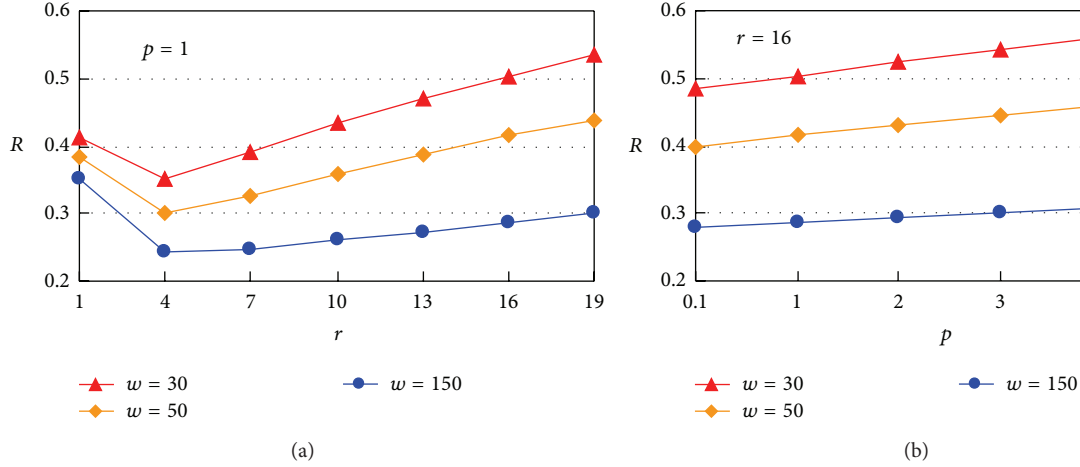 0.6
0.5
0.4
0.3
0.2
R
p = 1
1 4 7 10 13 16 19
r
w = 30
w = 50
w = 150
(a)
0.6
0.5
0.4
0.3
0.2
R
r = 16
0.1 1 2 3
p
w = 30
w = 50
w = 150
(b)